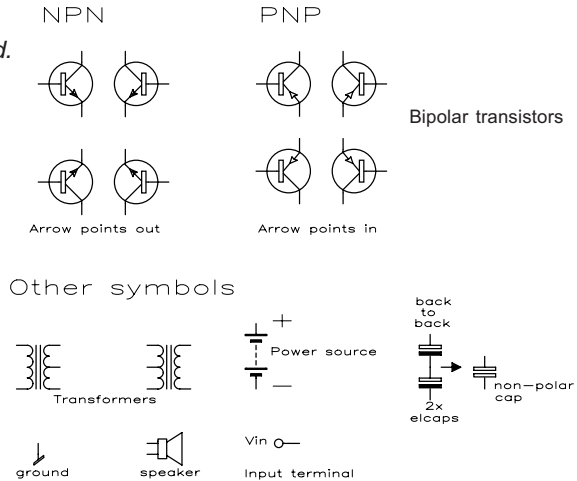 NPN
PNP
d.
Bipolar transistors
Arrow points out
Arrow points in
Other symbols
+
Power source
—
Transformers
back
to
back
2x
elcaps
non-polar
cap
ground
speaker
Vin
Input terminal